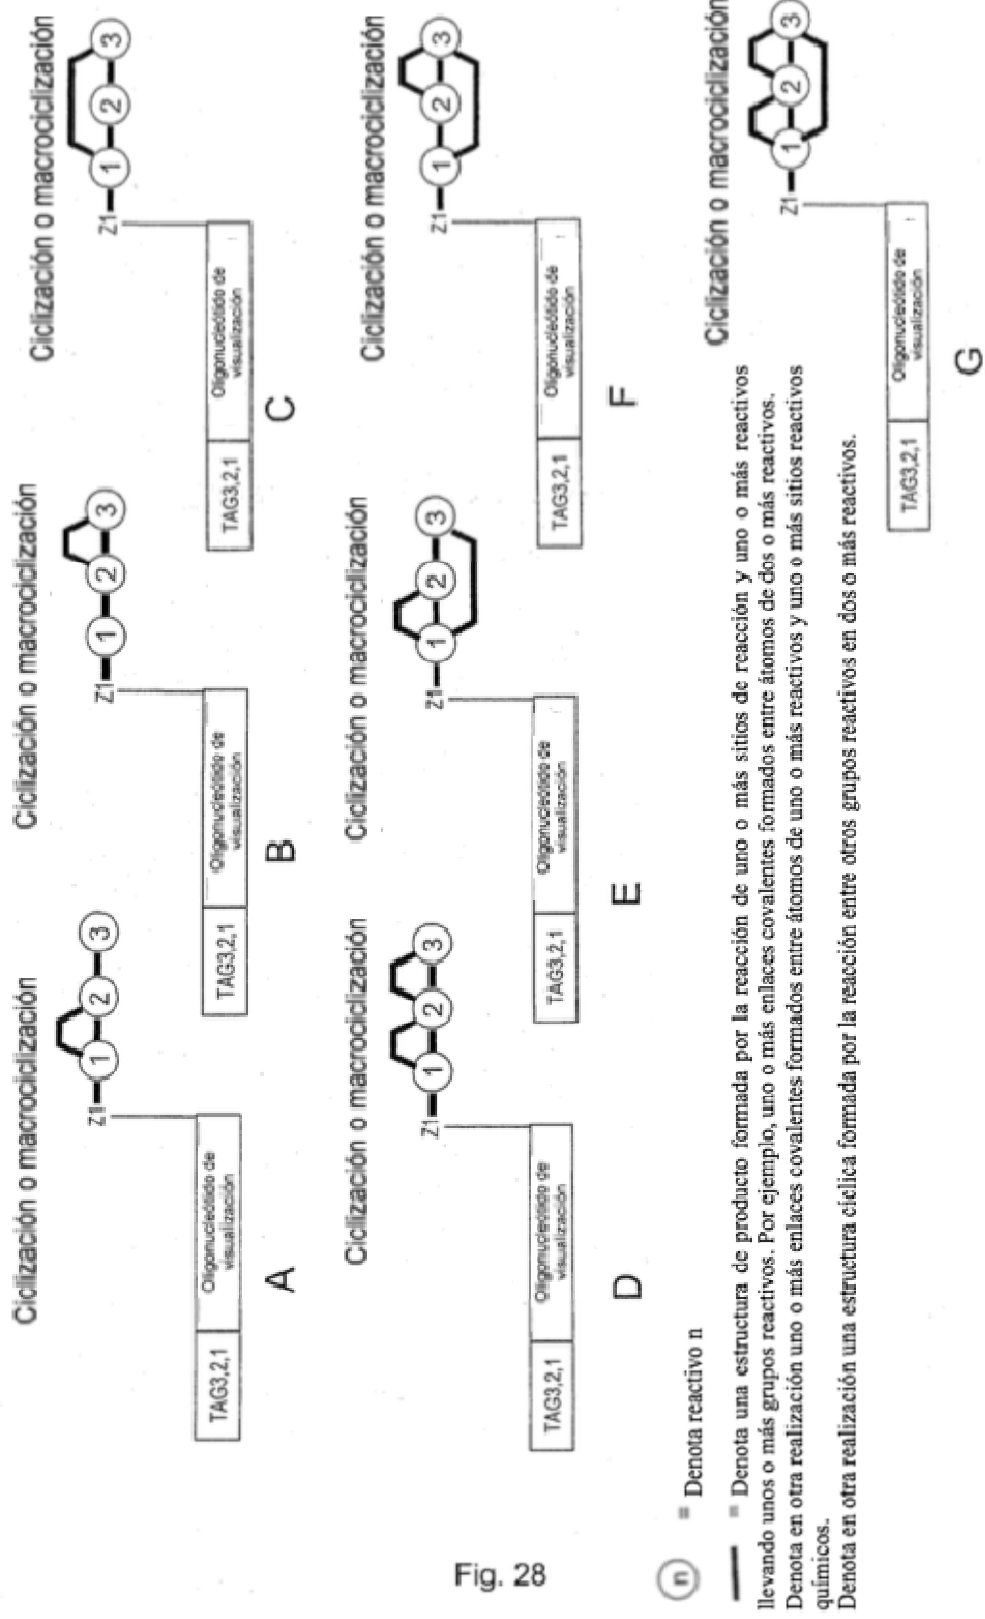 Ciclización o macrociclización
Z1 1 2 3
TAG3,2,1
Oligonucleótido de
visualización
A
Ciclización o macrociclización
Z1 1 2 3
TAG3,2,1
Oligonucleótido de
visualización
B
Ciclización o macrociclización
Z1 1 2 3
TAG3,2,1
Oligonucleótido de
visualización
C
Ciclización o macrociclización
Z1 1 2 3
TAG3,2,1
Oligonucleótido de
visualización
D
Ciclización o macrociclización
Z1 1 2 3
TAG3,2,1
Oligonucleótido de
visualización
E
Ciclización o macrociclización
Z1 1 2 3
TAG3,2,1
Oligonucleótido de
visualización
F
Fig. 28
n = Denota reactivo n
= Denota una estructura de producto formada por la reacción de uno o más sitios de reacción y uno o más reactivos
llevando unos o más grupos reactivos. Por ejemplo, uno o más enlaces covalentes formados entre átomos de dos o más reactivos.
Denota en otra realización uno o más enlaces covalentes formados entre átomos de uno o más reactivos y uno o más sitios reactivos
químicos.
Denota en otra realización una estructura cíclica formada por la reacción entre otros grupos reactivos en dos o más reactivos.
Ciclización o macrociclización
Z1 1 2 3
TAG3,2,1
Oligonucleótido de
visualización
G